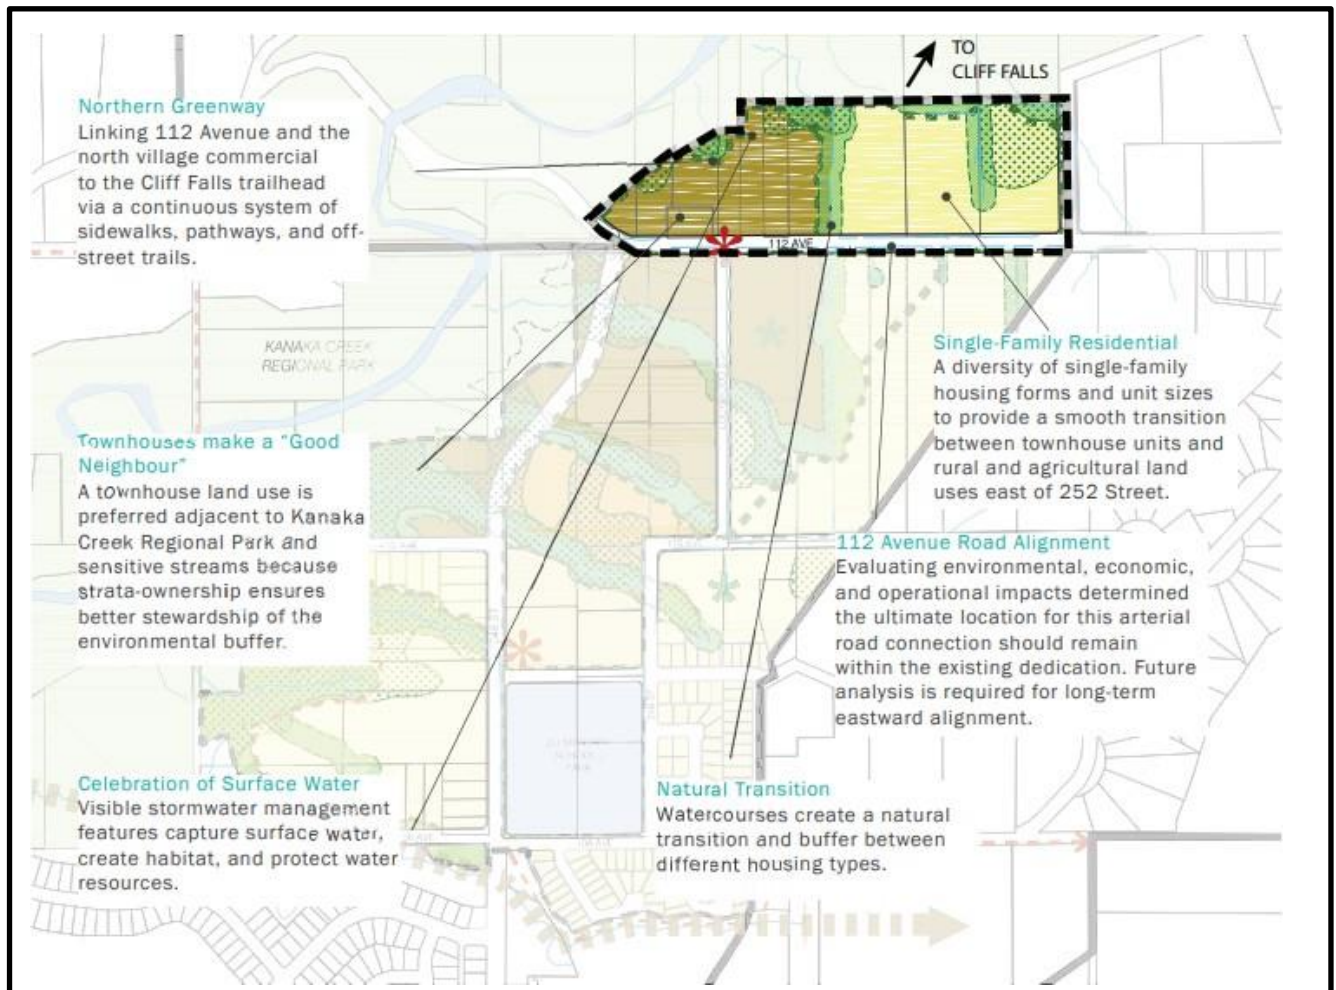 TO
CLIFF FALLS
Northern Greenway
Linking 112 Avenue and the
north village commercial
to the Cliff Falls trailhead
via a continuous system of
sidewalks, pathways, and off-
street trails.
112 AVE
KANAKA CREEK
REGIONAL PARK
Single-Family Residential
A diversity of single-family
housing forms and unit sizes
to provide a smooth transition
between townhouse units and
rural and agricultural land
uses east of 252 Street.
Townhouses make a "Good
Neighbour"
A townhouse land use is
preferred adjacent to Kanaka
Creek Regional Park and
sensitive streams because
strata-ownership ensures
better stewardship of the
environmental buffer.
112 Avenue Road Alignment
Evaluating environmental, economic,
and operational impacts determined
the ultimate location for this arterial
road connection should remain
within the existing dedication. Future
analysis is required for long-term
eastward alignment.
Celebration of Surface Water
Visible stormwater management
features capture surface water,
create habitat, and protect water
resources.
Natural Transition
Watercourses create a natural
transition and buffer between
different housing types.